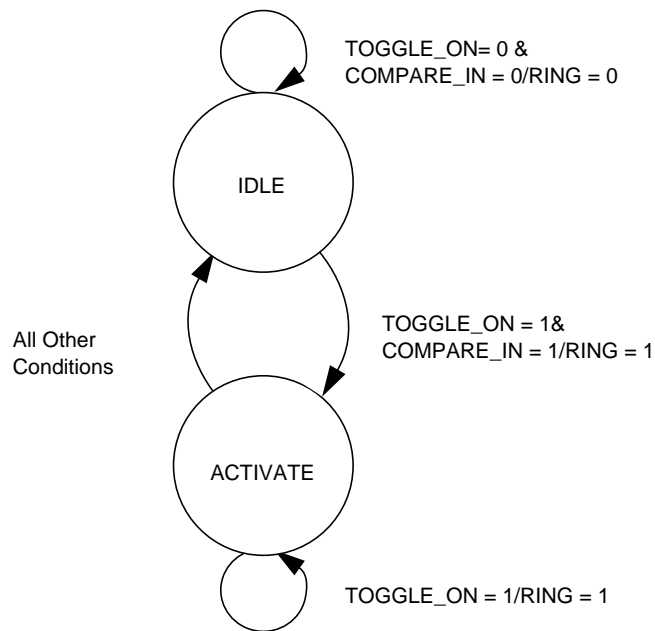 TOGGLE_ON= 0 &
COMPARE_IN = 0/RING = 0
IDLE
TOGGLE_ON = 1&
COMPARE_IN = 1/RING = 1
All Other
Conditions
ACTIVATE
TOGGLE_ON = 1/RING = 1